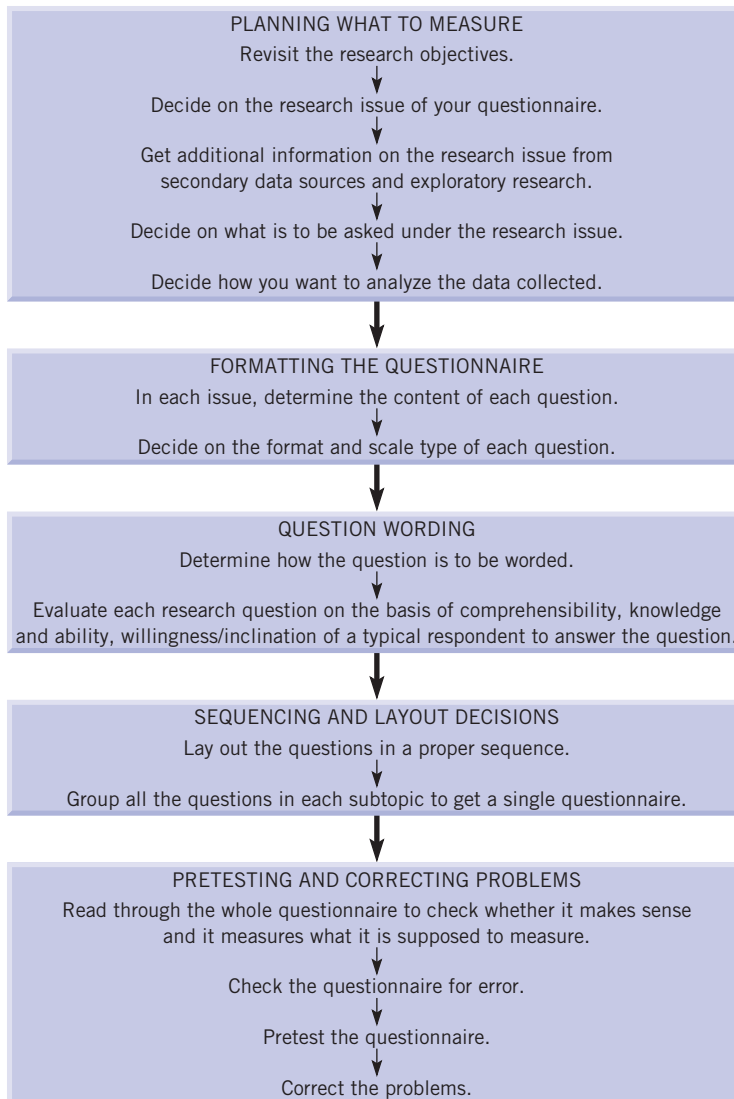 PLANNING WHAT TO MEASURE
Revisit the research objectives.
Decide on the research issue of your questionnaire.
Get additional information on the research issue from
secondary data sources and exploratory research.
Decide on what is to be asked under the research issue.
Decide how you want to analyze the data collected.
FORMATTING THE QUESTIONNAIRE
In each issue, determine the content of each question.
Decide on the format and scale type of each question.
QUESTION WORDING
Determine how the question is to be worded.
Evaluate each research question on the basis of comprehensibility, knowledge
and ability, willingness/inclination of a typical respondent to answer the question.
SEQUENCING AND LAYOUT DECISIONS
Lay out the questions in a proper sequence.
Group all the questions in each subtopic to get a single questionnaire.
PRETESTING AND CORRECTING PROBLEMS
Read through the whole questionnaire to check whether it makes sense
and it measures what it is supposed to measure.
Check the questionnaire for error.
Pretest the questionnaire.
Correct the problems.